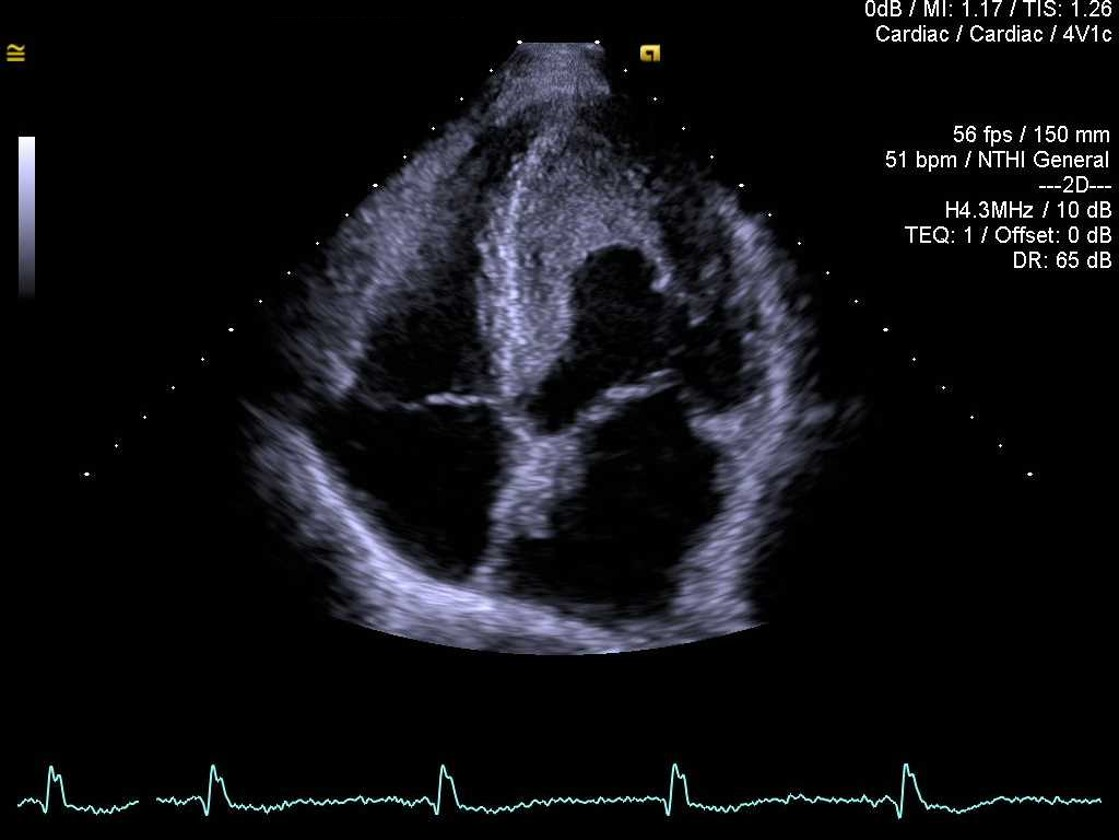 0dB / MI: 1.17 / TIS: 1.26
Cardiac / Cardiac / 4V1c
56 fps / 150 mm
51 bpm / NTHI General
---2D---
H4.3MHz / 10 dB
TEQ: 1 / Offset: 0 dB
DR: 65 dB